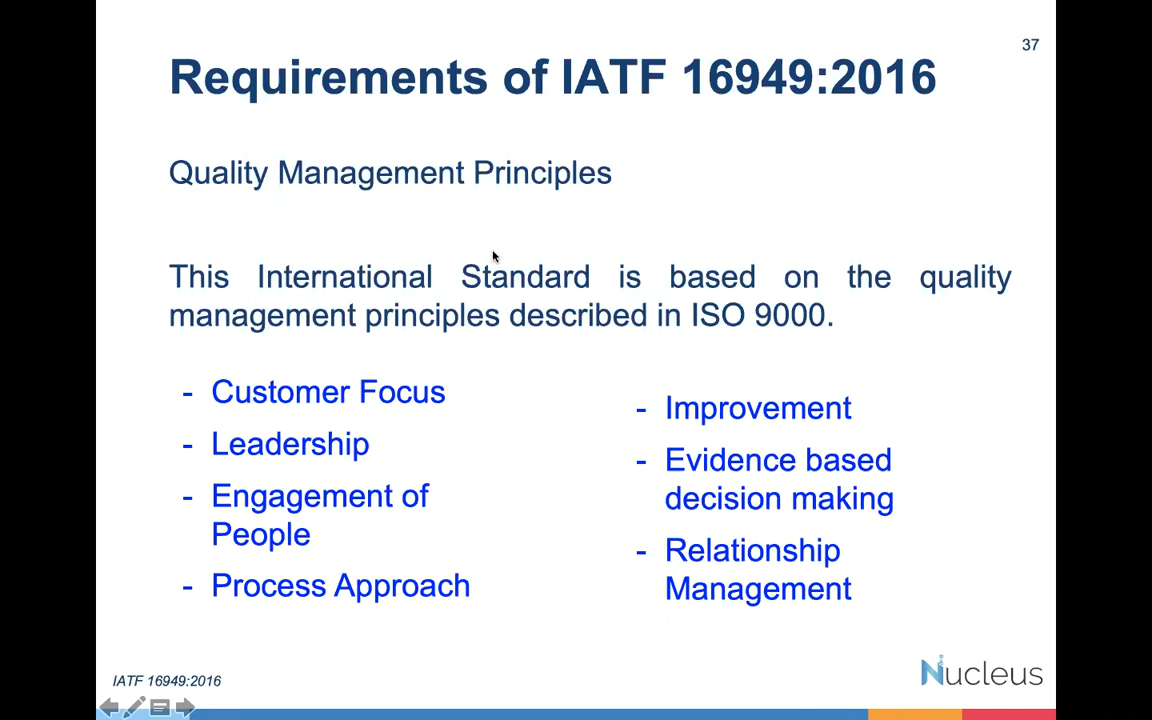 37
Requirements of IATF 16949:2016
Quality Management Principles
This International Standard is based on the quality
management principles described in ISO 9000.
- Customer Focus
- Leadership
- Engagement of
People
- Process Approach
- Improvement
- Evidence based
decision making
- Relationship
Management
IATF 16949:2016
Nucleus